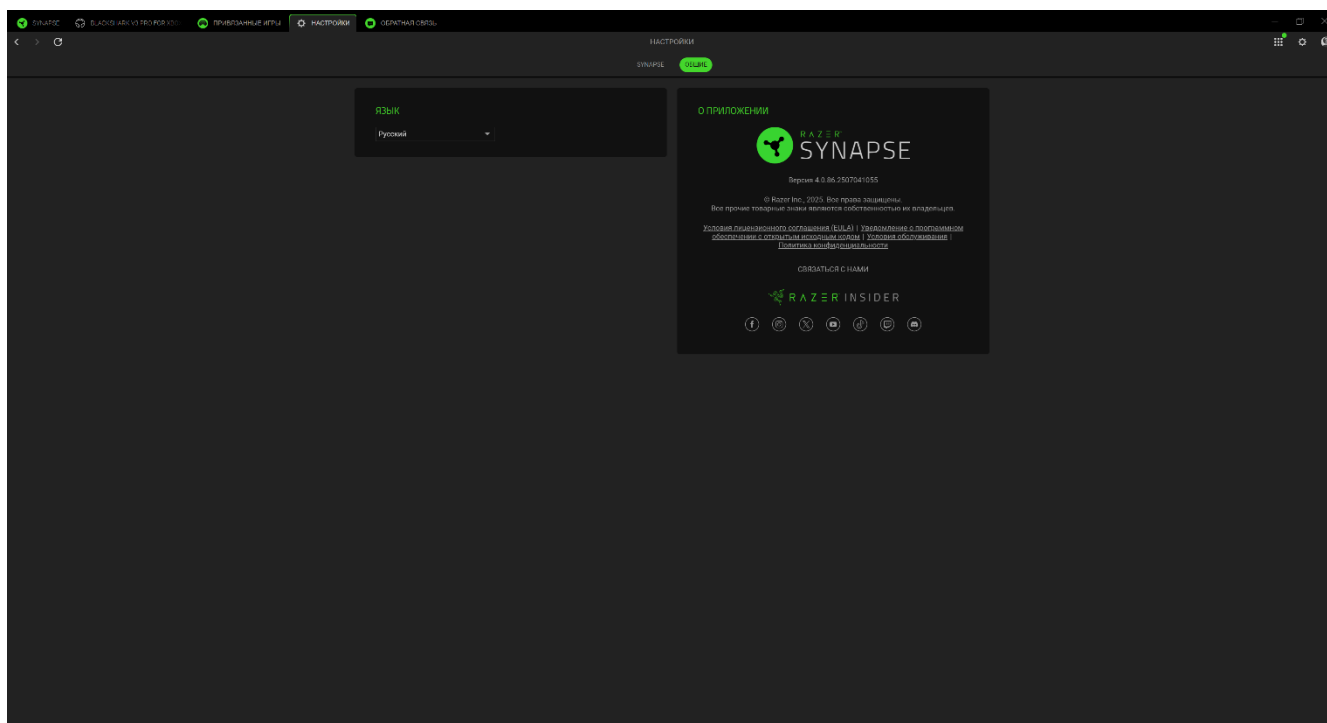 SYNAPSE
BLACKSHARK V3 PRO FOR XBO
ПРИВЯЗАННЫЕ ИГРЫ
НАСТРОЙКИ
ОБРАТНАЯ СВЯЗЬ
НАСТРОЙКИ
SYNAPSE
ОБЩИЕ
ЯЗЫК
Русский
О ПРИЛОЖЕНИИ
RAZER
SYNAPSE
Версия 4.0.86.2507041055
© Razer Inc., 2025. Все права защищены.
Все прочие товарные знаки являются собственностью их владельцев.
Условия лицензионного соглашения (EULA) | Уведомление о программном
обеспечении с открытым исходным кодом | Условия обслуживания |
Политика конфиденциальности
СВЯЗАТЬСЯ С НАМИ
RAZER INSIDER